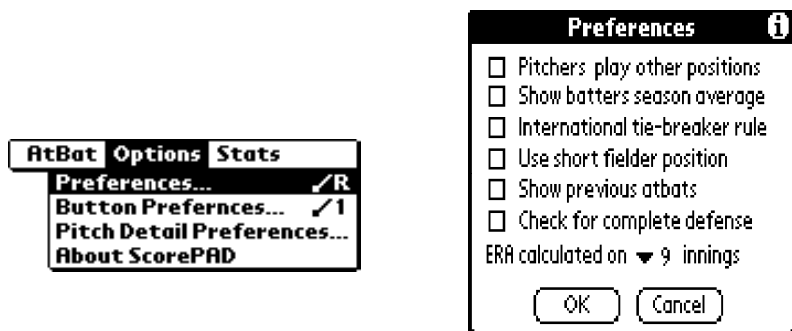 AtBat Options Stats
Preferences... /R
Button Prefernces... /1
Pitch Detail Preferences...
About ScorePAD
Preferences i
Pitchers play other positions
Show batters season average
International tie-breaker rule
Use short fielder position
Show previous atbats
Check for complete defense
ERA calculated on 9 innings
OK Cancel